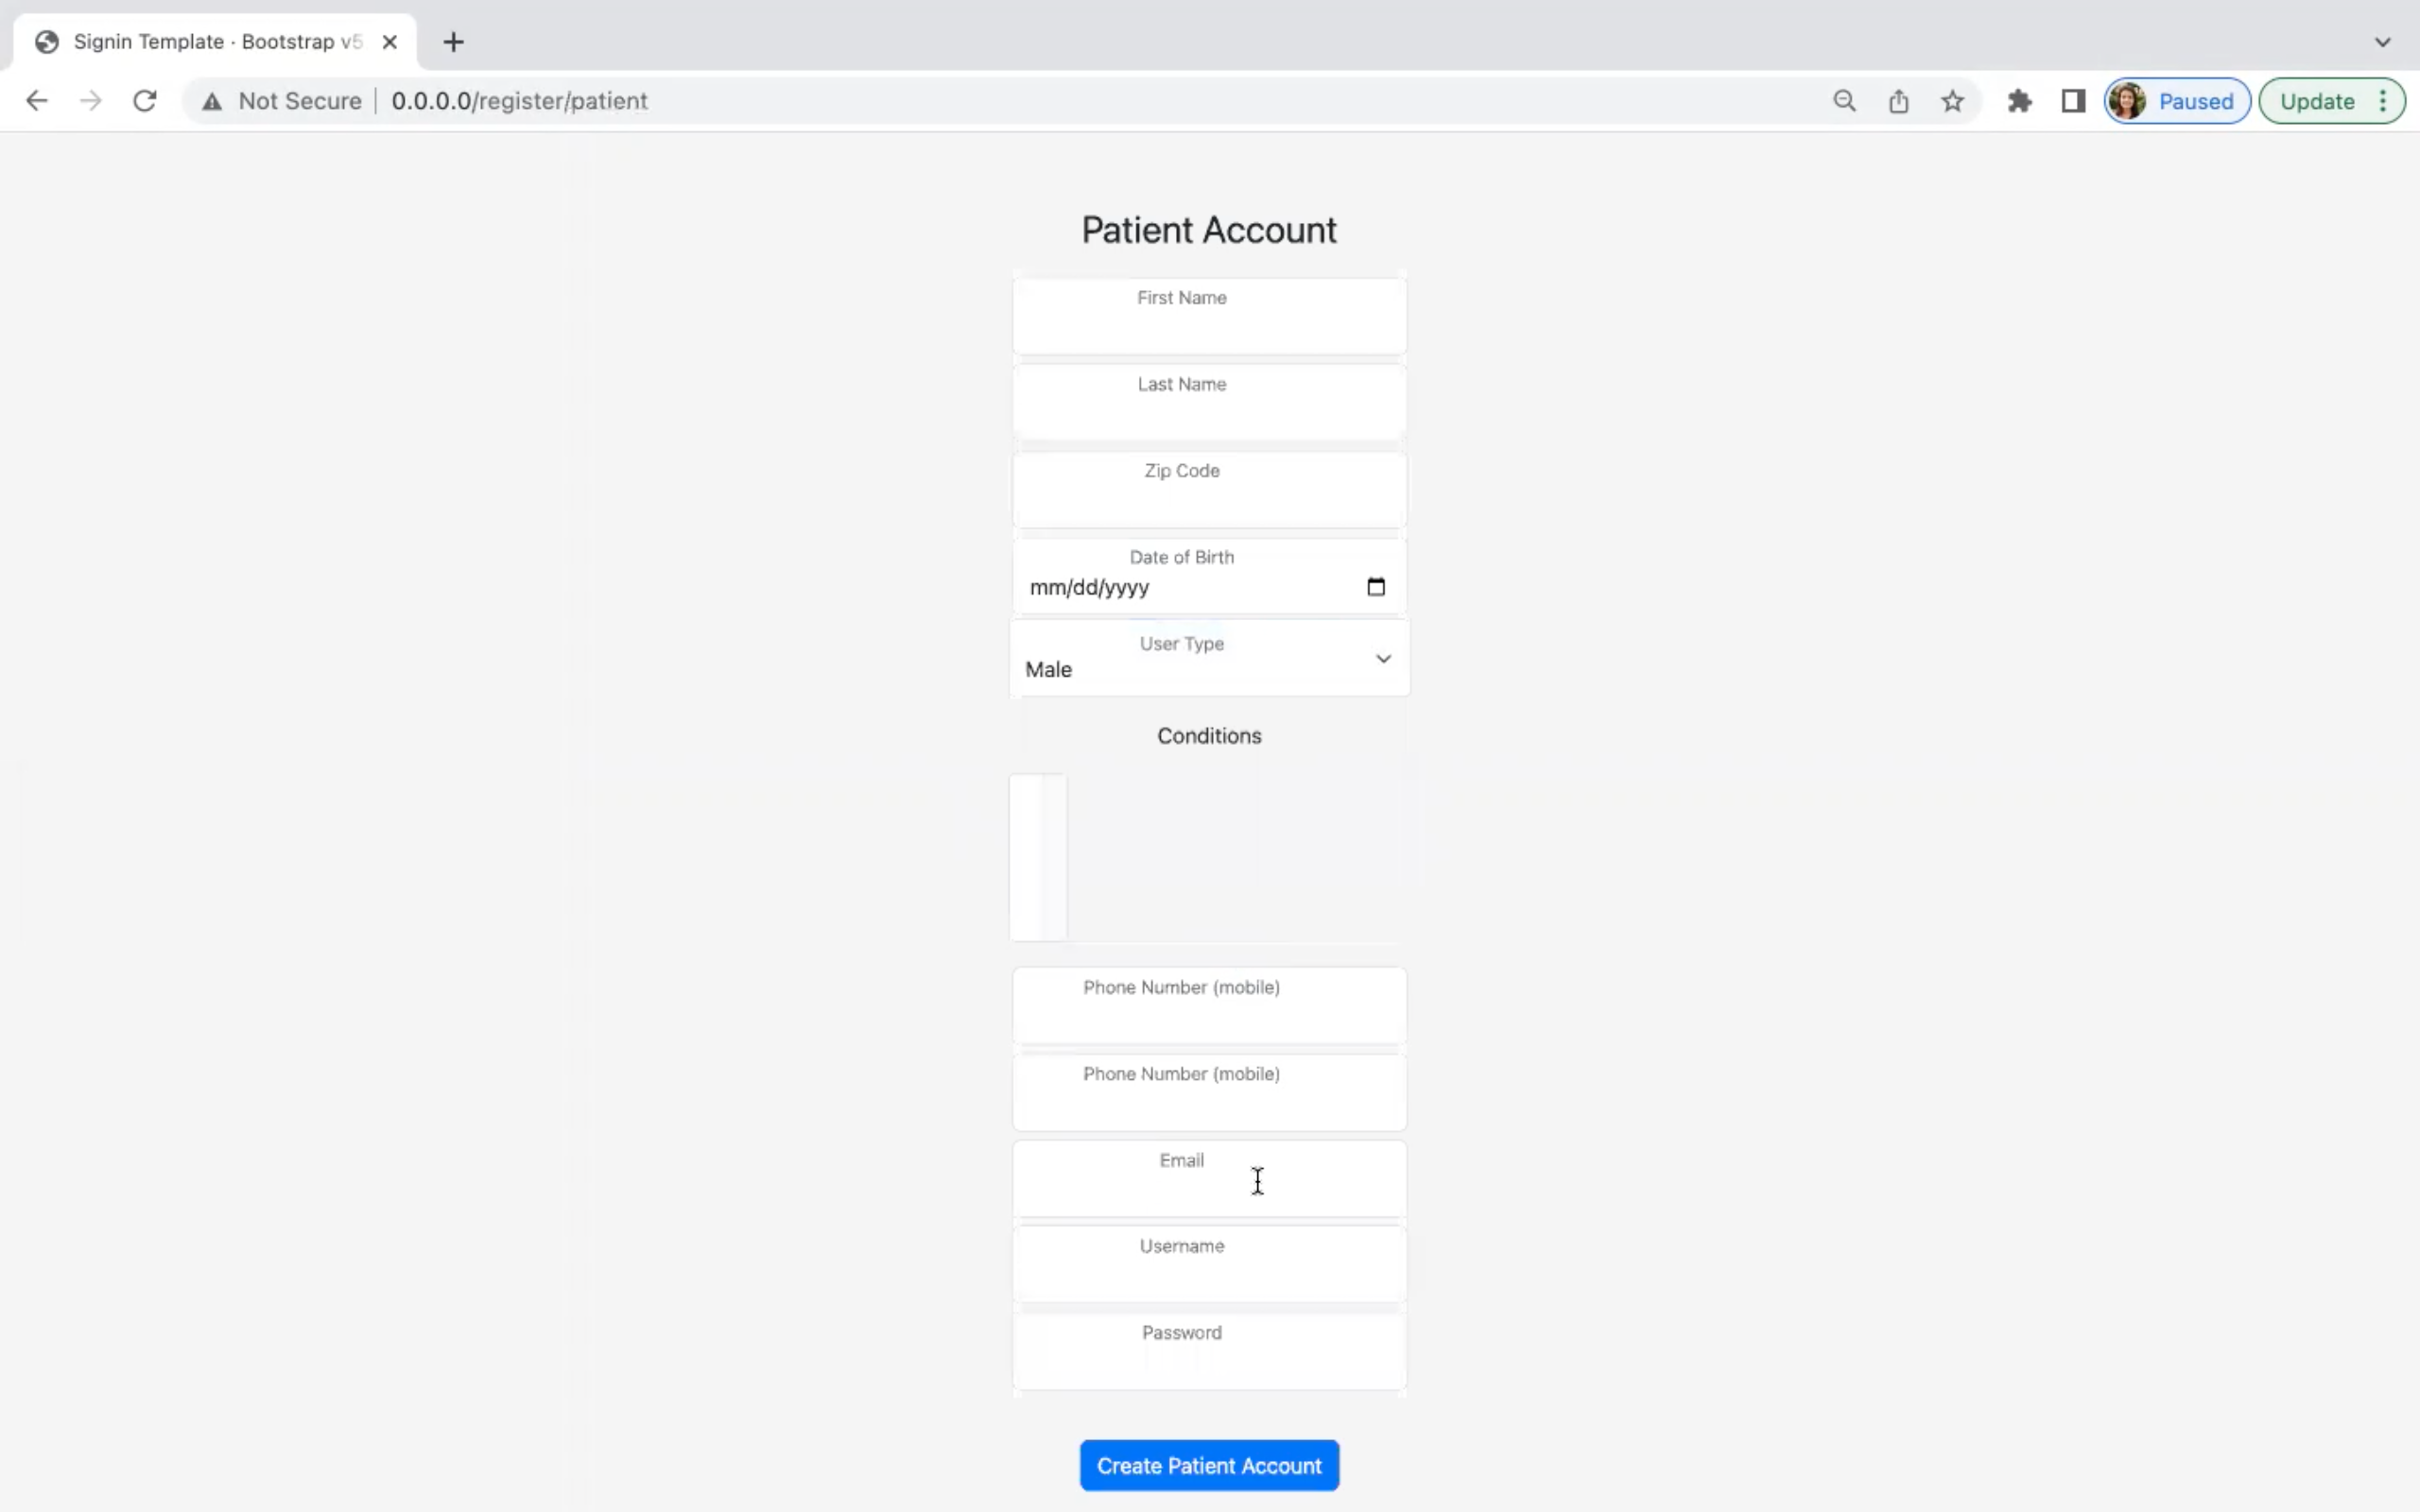 Signin Template · Bootstrap v5
Not Secure 0.0.0.0/register/patient Paused Update
Patient Account
First Name
Last Name
Zip Code
Date of Birth
mm/dd/yyyy
User Type
Male
Conditions
Phone Number (mobile)
Phone Number (mobile)
Email
Username
Password
Create Patient Account